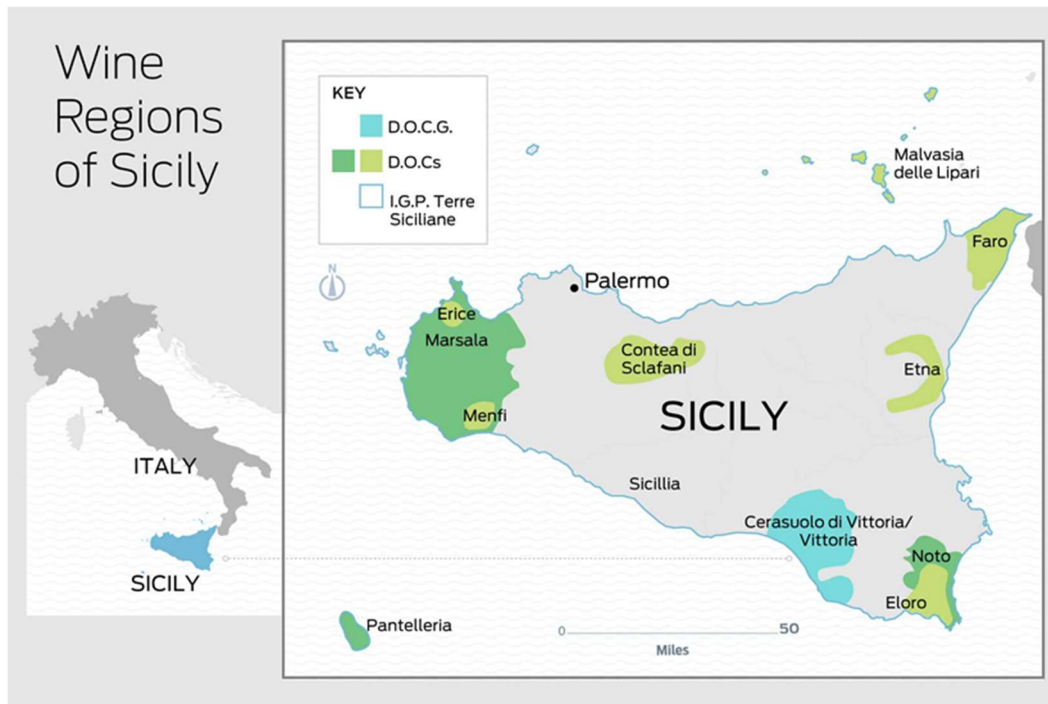 Wine
Regions
of Sicily
KEY
D.O.C.G.
D.O.Cs
I.G.P. Terre
Siciliane
N
Malvasia
delle Lipari
Faro
Palermo
Erice
Marsala
Menfi
Contea di
Sclafani
Etna
SICILY
Sicillia
Cerasuolo di Vittoria/
Vittoria
Noto
Eloro
Pantelleria
0 50
Miles
ITALY
SICILY